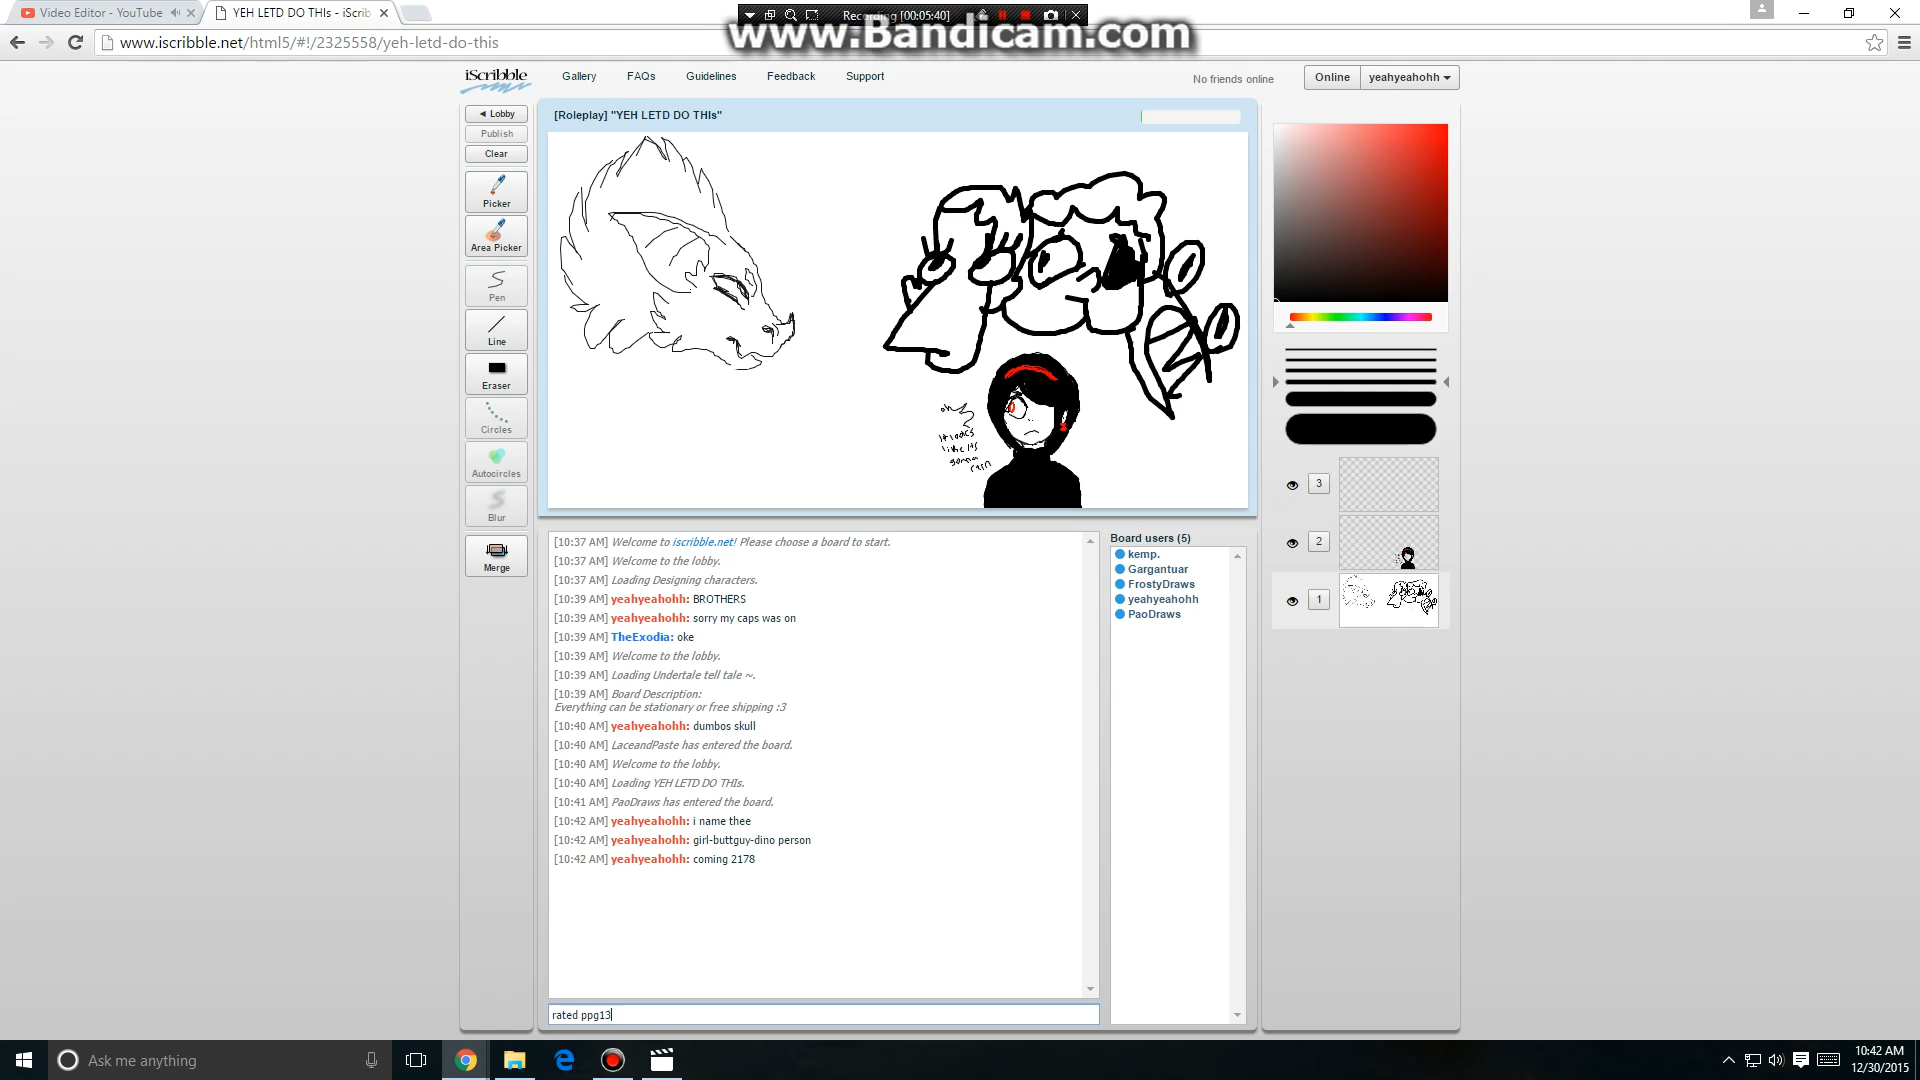 Video Editor - YouTube
YEH LETD DO THIs - iScrib
Recording [00:05:40]
www.Bandicam.com
www.iscribble.net/html5/#!/2325558/yeh-letd-do-this
iScribble
Gallery
FAQs
Guidelines
Feedback
Support
No friends online
Online
yeahyeahohh
Lobby
Publish
Clear
Picker
Area Picker
Pen
Line
Eraser
Circles
Autocircles
Blur
Merge
[Roleplay] "YEH LETD DO THIs"
oh
it looks
like its
gonna
rain
3
2
1
[10:37 AM] Welcome to iscribble.net! Please choose a board to start.
[10:37 AM] Welcome to the lobby.
[10:37 AM] Loading Designing characters.
[10:39 AM] yeahyeahohh: BROTHERS
[10:39 AM] yeahyeahohh: sorry my caps was on
[10:39 AM] TheExodia: oke
[10:39 AM] Welcome to the lobby.
[10:39 AM] Loading Undertale tell tale ~.
[10:39 AM] Board Description:
Everything can be stationary or free shipping :3
[10:40 AM] yeahyeahohh: dumbos skull
[10:40 AM] LaceandPaste has entered the board.
[10:40 AM] Welcome to the lobby.
[10:40 AM] Loading YEH LETD DO THIs.
[10:41 AM] PaoDraws has entered the board.
[10:42 AM] yeahyeahohh: i name thee
[10:42 AM] yeahyeahohh: girl-buttguy-dino person
[10:42 AM] yeahyeahohh: coming 2178
rated ppg13
Board users (5)
kemp.
Gargantuar
FrostyDraws
yeahyeahohh
PaoDraws
Ask me anything
10:42 AM
12/30/2015